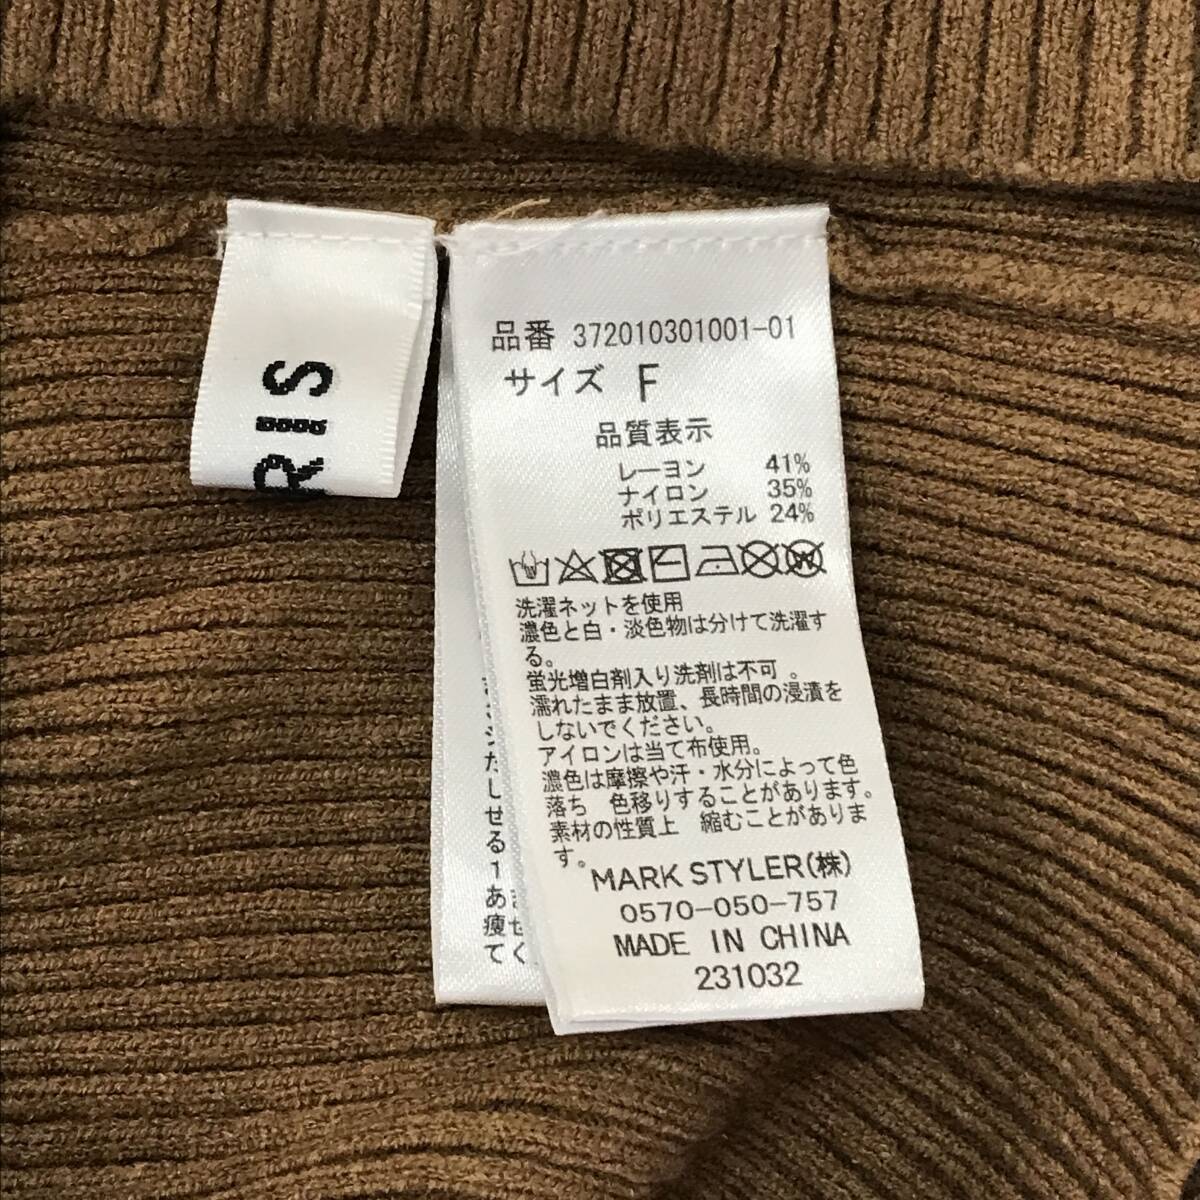 RIS
品番 372010301001-01
サイズ F
品質表示
レーヨン 41%
ナイロン 35%
ポリエステル 24%
洗濯ネットを使用
濃色と白・淡色物は分けて洗濯す
る。
蛍光増白剤入り洗剤は不可。
濡れたまま放置、長時間の浸漬を
しないでください。
アイロンは当て布使用。
濃色は摩擦や汗・水分によって色
落ち 色移りすることがあります。
素材の性質上 縮むことがありま
す。
MARK STYLER(株)
0570-050-757
MADE IN CHINA
231032